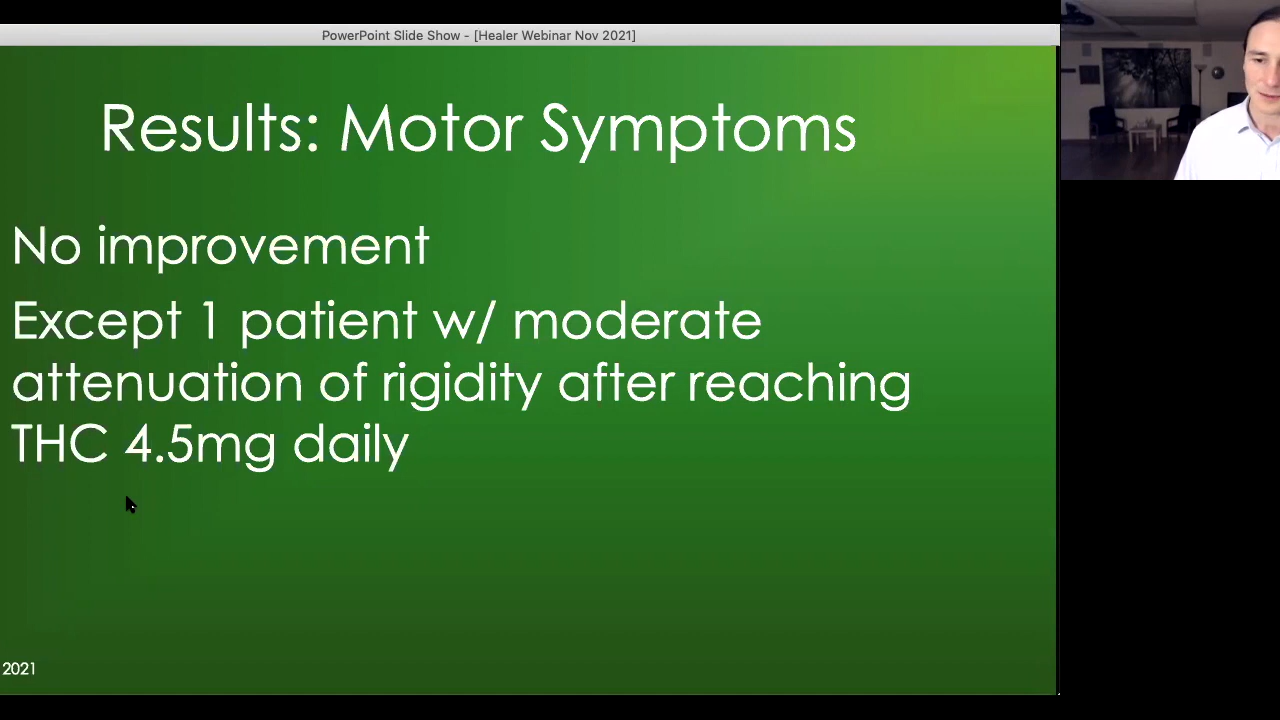 PowerPoint Slide Show - [Healer Webinar Nov 2021]
Results: Motor Symptoms
No improvement
Except 1 patient w/ moderate
attenuation of rigidity after reaching
THC 4.5mg daily
2021